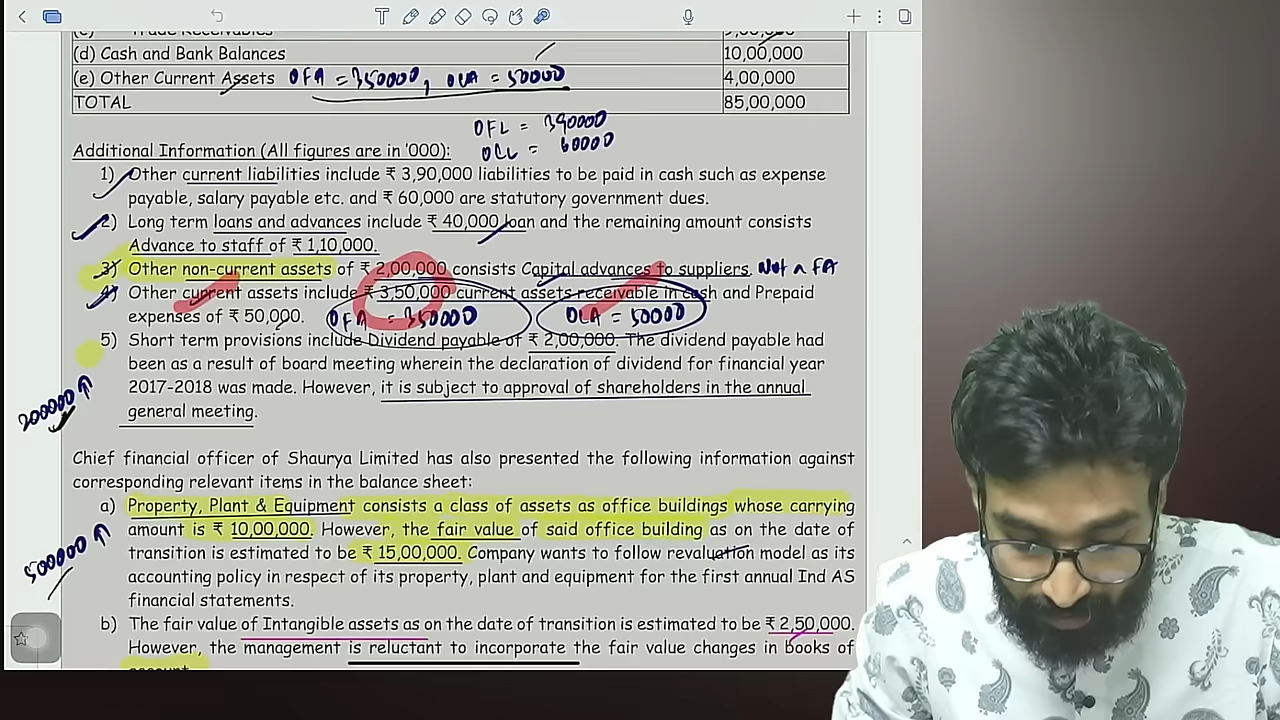 Trade Receivables
(d) Cash and Bank Balances 10,00,000
(e) Other Current Assets OFA = 350000, OCA = 50000 4,00,000
TOTAL 85,00,000
OFL = 390000
OCL = 60000
Additional Information (All figures are in '000):
1) Other current liabilities include ₹ 3,90,000 liabilities to be paid in cash such as expense
payable, salary payable etc. and ₹ 60,000 are statutory government dues.
2) Long term loans and advances include ₹ 40,000 loan and the remaining amount consists
Advance to staff of ₹ 1,10,000.
3) Other non-current assets of ₹ 2,00,000 consists Capital advances to suppliers. Not a FA
4) Other current assets include ₹ 3,50,000 current assets receivable in cash and Prepaid
expenses of ₹ 50,000. OFA = 350000 OCA = 50000
5) Short term provisions include Dividend payable of ₹ 2,00,000. The dividend payable had
been as a result of board meeting wherein the declaration of dividend for financial year
2017-2018 was made. However, it is subject to approval of shareholders in the annual
200000 ↑
general meeting.
Chief financial officer of Shaurya Limited has also presented the following information against
corresponding relevant items in the balance sheet:
a) Property, Plant & Equipment consists a class of assets as office buildings whose carrying
amount is ₹ 10,00,000. However, the fair value of said office building as on the date of
500000 ↑
transition is estimated to be ₹ 15,00,000. Company wants to follow revaluation model as its
accounting policy in respect of its property, plant and equipment for the first annual Ind AS
financial statements.
b) The fair value of Intangible assets as on the date of transition is estimated to be ₹ 2,50,000.
However, the management is reluctant to incorporate the fair value changes in books of
account.